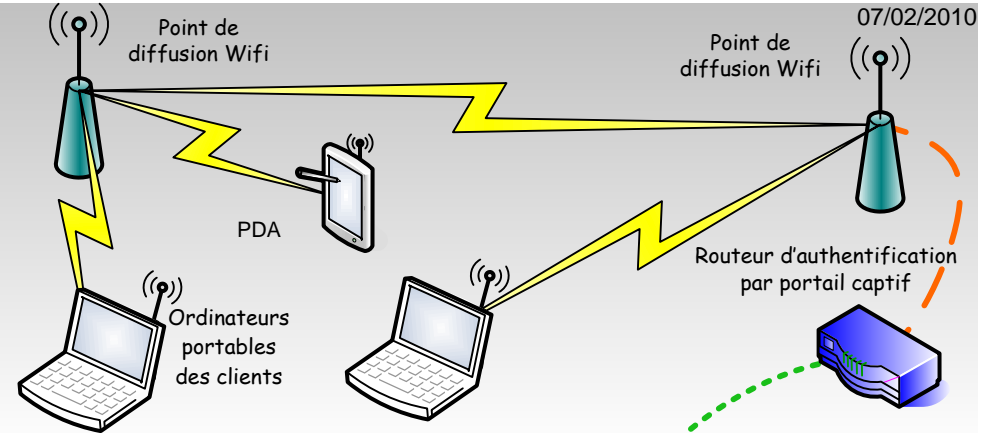 07/02/2010
Point de
diffusion Wifi
Point de
diffusion Wifi
PDA
Routeur d'authentification
par portail captif
Ordinateurs
portables
des clients